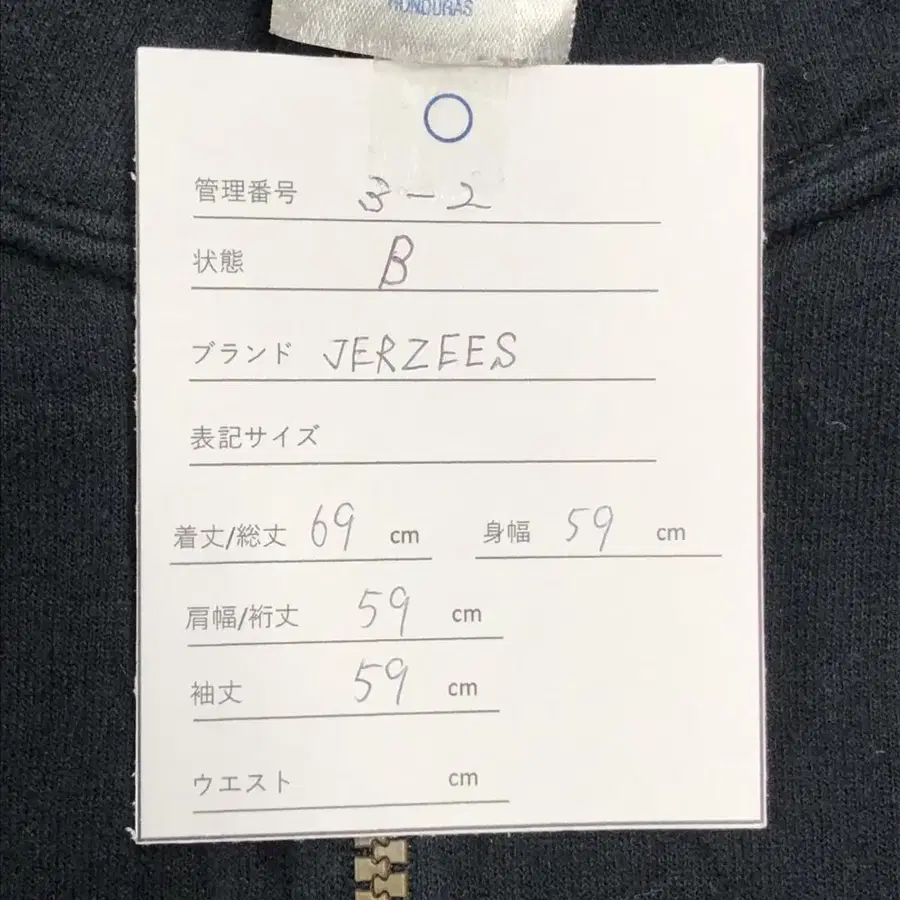 HONDURAS
管理番号 3-2
状態 B
ブランド JERZEES
表記サイズ
着丈/総丈 69 cm 身幅 59 cm
肩幅/裄丈 59 cm
袖丈 59 cm
ウエスト cm